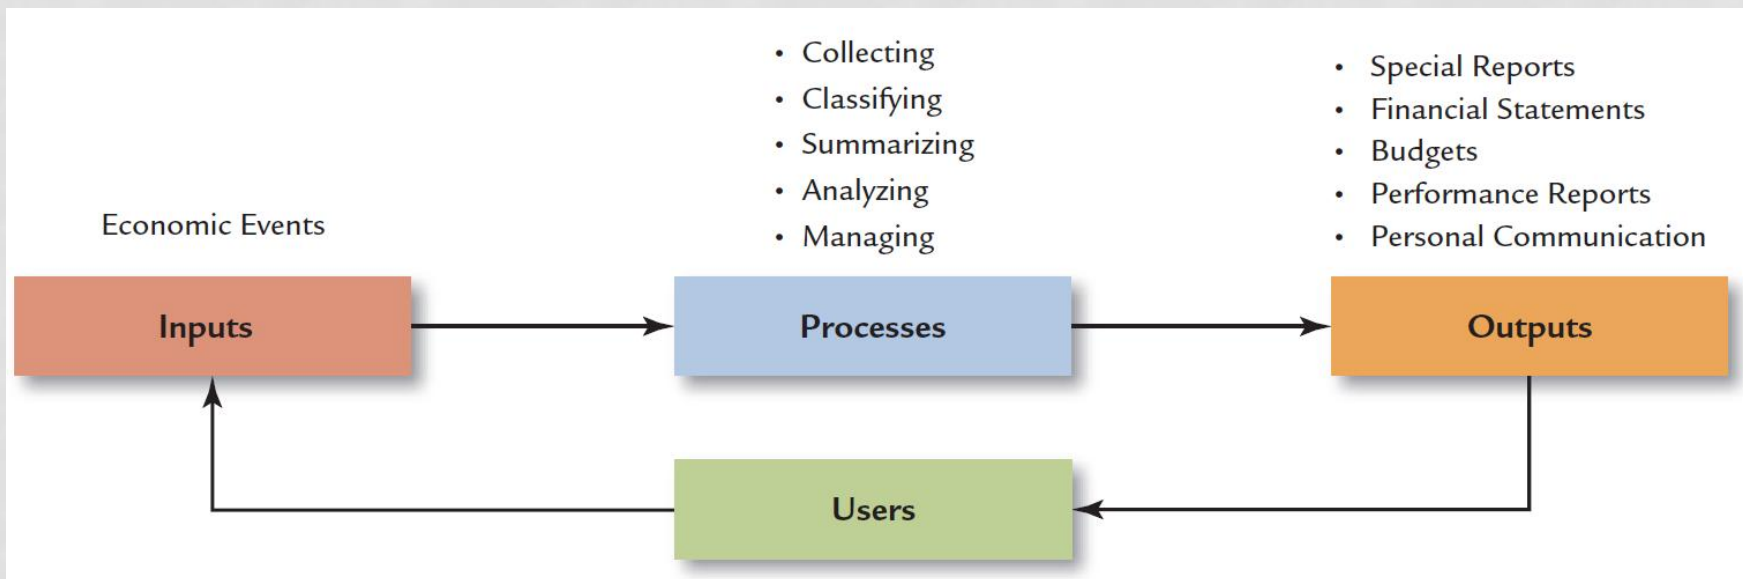 Economic Events
Inputs
• Collecting
• Classifying
• Summarizing
• Analyzing
• Managing
Processes
• Special Reports
• Financial Statements
• Budgets
• Performance Reports
• Personal Communication
Outputs
Users